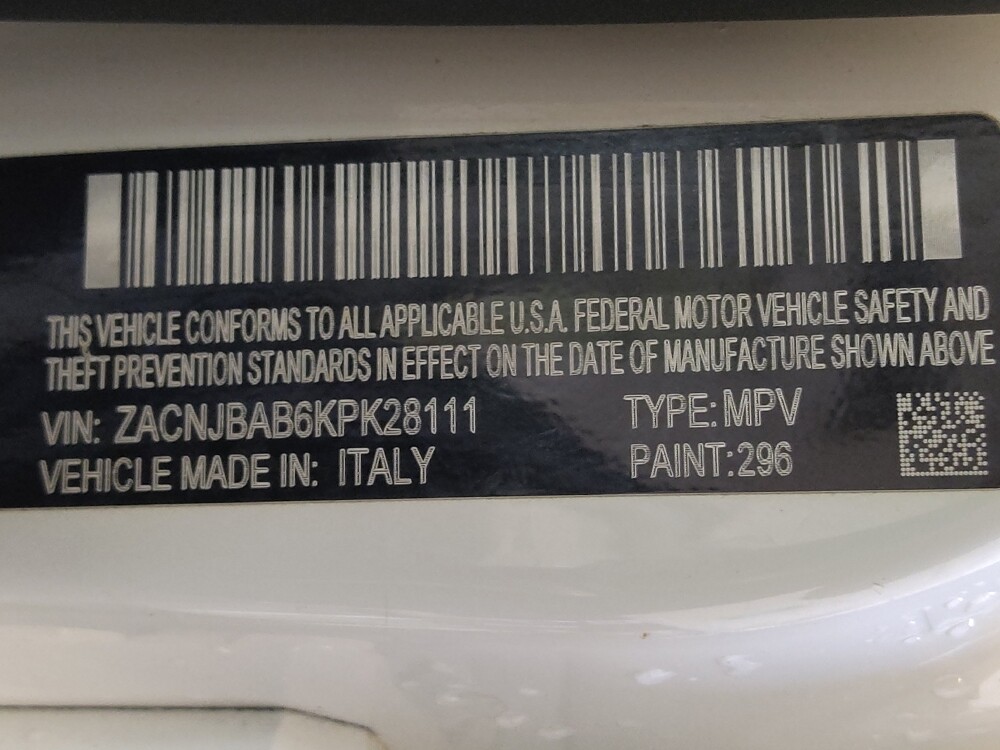 THIS VEHICLE CONFORMS TO ALL APPLICABLE U.S.A. FEDERAL MOTOR VEHICLE SAFETY AND
THEFT PREVENTION STANDARDS IN EFFECT ON THE DATE OF MANUFACTURE SHOWN ABOVE
VIN: ZACNJBAB6KPK28111 TYPE: MPV
VEHICLE MADE IN: ITALY PAINT: 296